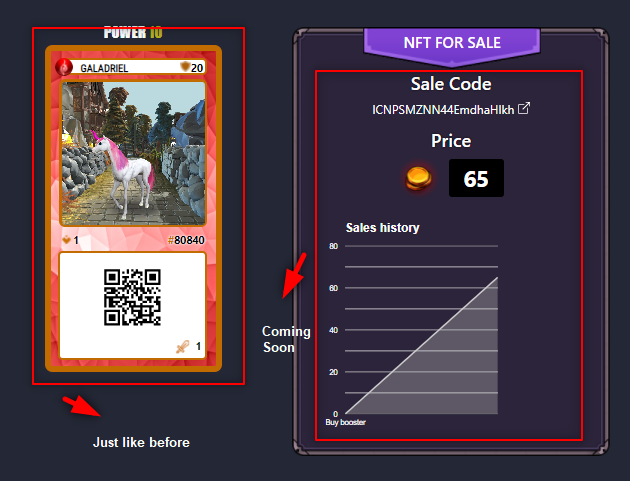 POWER 10
GALADRIEL
20
1
#80840
1
Just like before
NFT FOR SALE
Sale Code
ICNPSMZNN44EmdhaHIkh
Price
65
Sales history
80
60
40
20
0
Buy booster
Coming
Soon